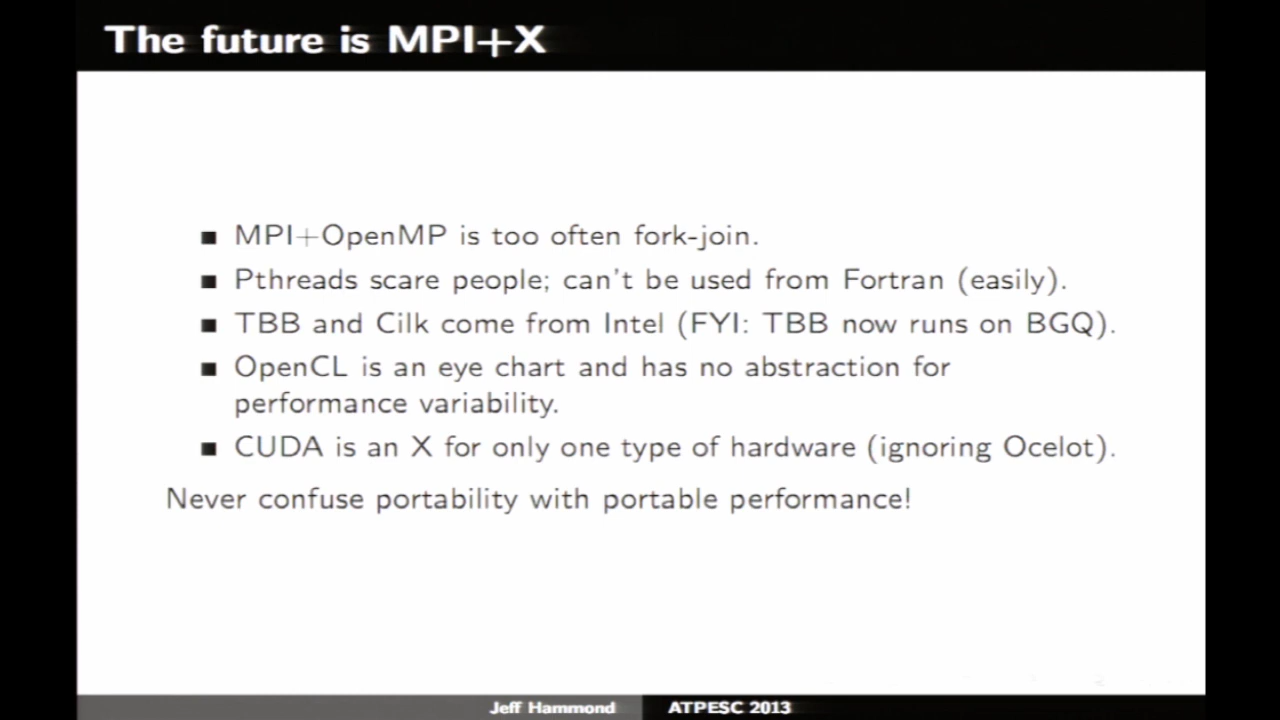 The future is MPI+X
■ MPI+OpenMP is too often fork-join.
■ Pthreads scare people; can't be used from Fortran (easily).
■ TBB and Cilk come from Intel (FYI: TBB now runs on BGQ).
■ OpenCL is an eye chart and has no abstraction for
performance variability.
■ CUDA is an X for only one type of hardware (ignoring Ocelot).
Never confuse portability with portable performance!
Jeff Hammond ATPESC 2013